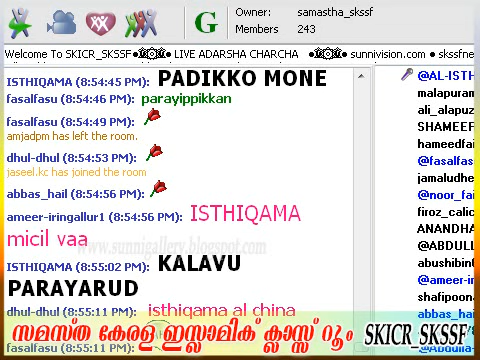 G
Owner: samastha_skssf
Members 243
Welcome To SKICR_SKSSF LIVE ADARSHA CHARCHA sunnivision.com ● skssfne
ISTHIQAMA (8:54:45 PM): PADIKKO MONE
fasalfasu (8:54:46 PM): parayippikkan
fasalfasu (8:54:49 PM):
amjadpm has left the room.
dhul-dhul (8:54:53 PM):
jaseel.kc has joined the room
abbas_hail (8:54:56 PM):
ameer-iringallur1 (8:54:56 PM): ISTHIQAMA
micil vaa
www.sunnigallery.blogspot.com
ISTHIQAMA (8:55:02 PM): KALAVU
PARAYARUD
dhul-dhul (8:55:11 PM): isthiqama al china
fasalfasu (8:55:11
@AL-ISTH
malapuram
ali_alapuz
SHAMEEF
hameedfai
@fasalfas
jamaludhe
@noor_fai
firoz_calic
ANANDHA
@ABDULL
abushibint
@ameer-ir
shafipoona
abbas_hai
സമസ്ത കേരള ഇസ്ലാമിക് ക്ലാസ്സ് റൂം SKICR_SKSSF